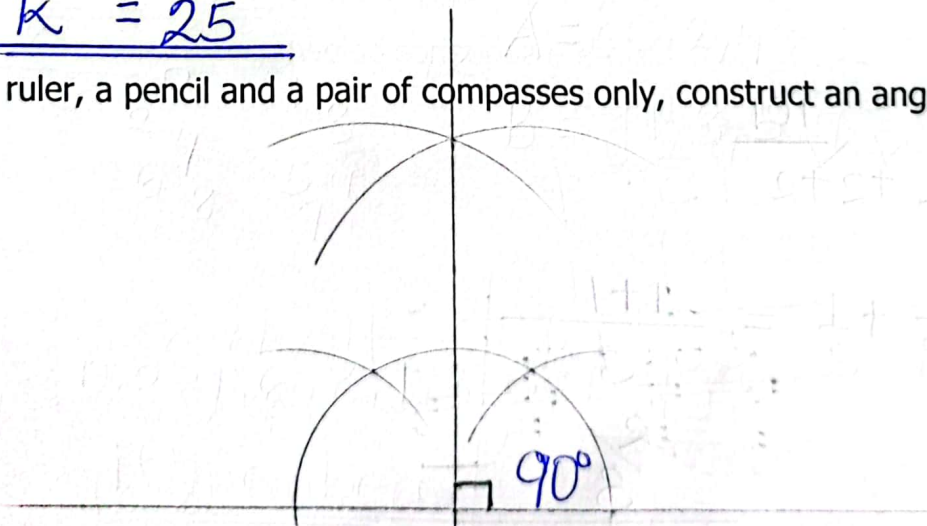 K = 25
ruler, a pencil and a pair of compasses only, construct an ang
90°